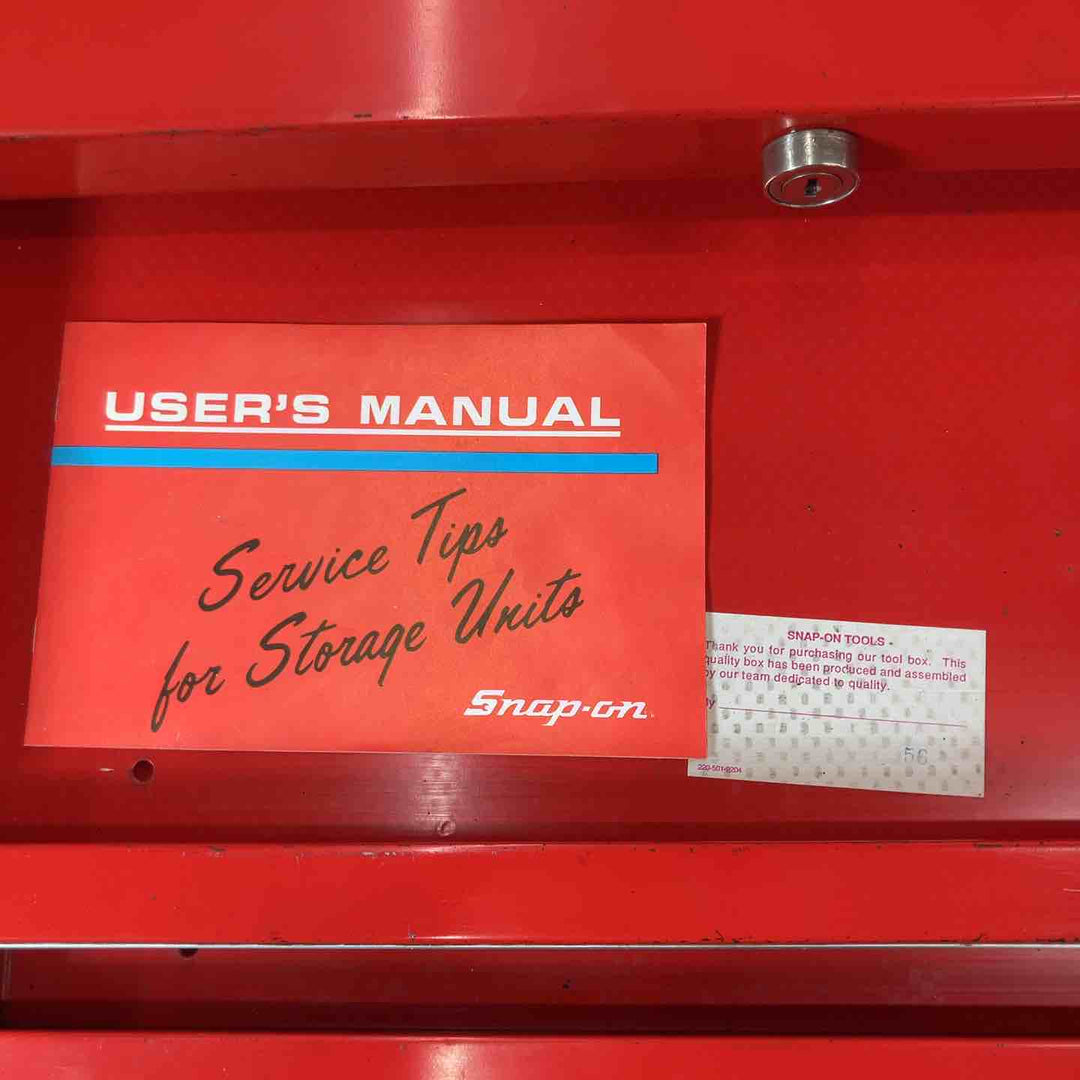 USER'S MANUAL
Service Tips
for Storage Units
Snap-on
SNAP-ON TOOLS
Thank you for purchasing our tool box. This
quality box has been produced and assembled
by our team dedicated to quality.
56